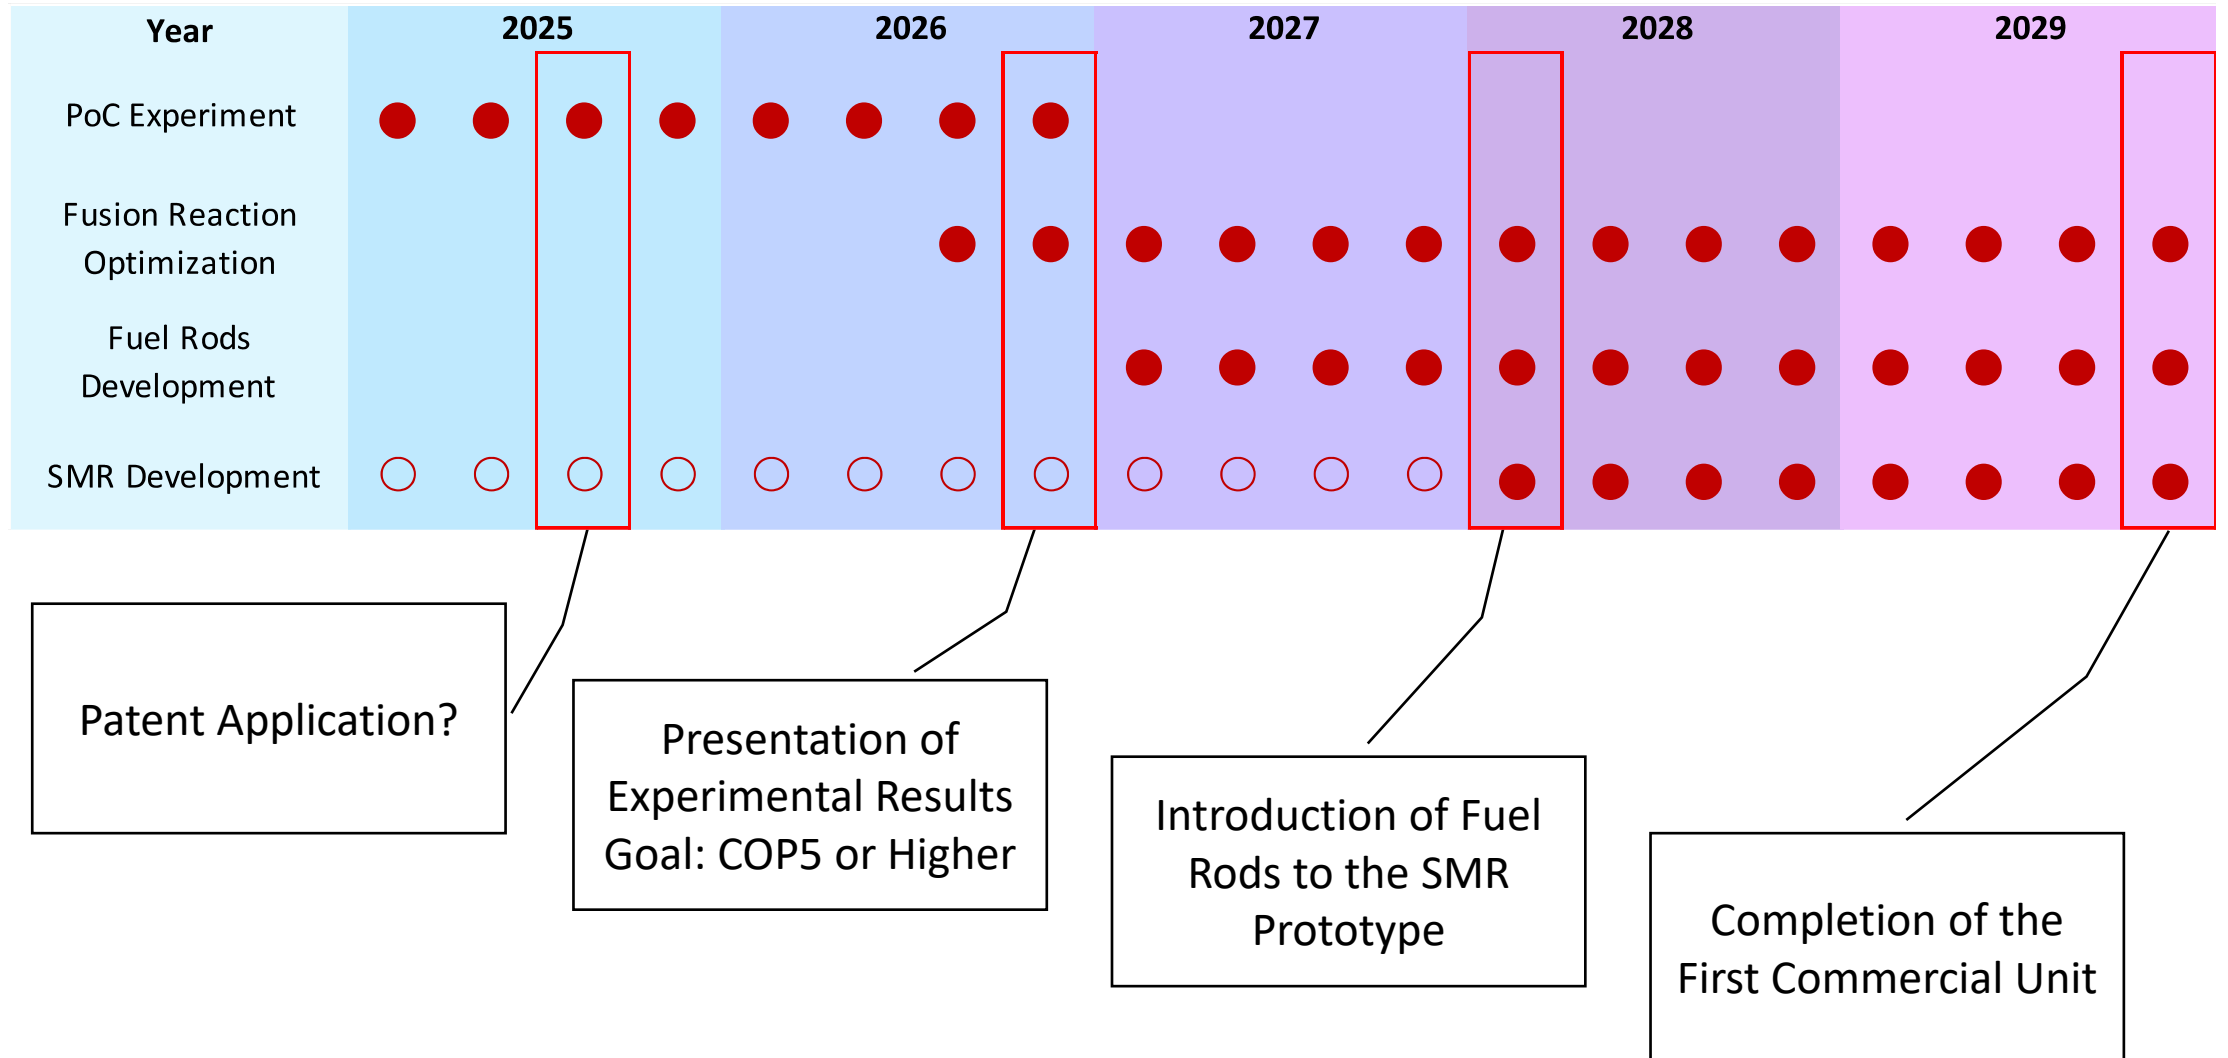 Year 2025 2026 2027 2028 2029
PoC Experiment
Fusion Reaction
Optimization
Fuel Rods
Development
SMR Development
Patent Application?
Presentation of
Experimental Results
Goal: COP5 or Higher
Introduction of Fuel
Rods to the SMR
Prototype
Completion of the
First Commercial Unit